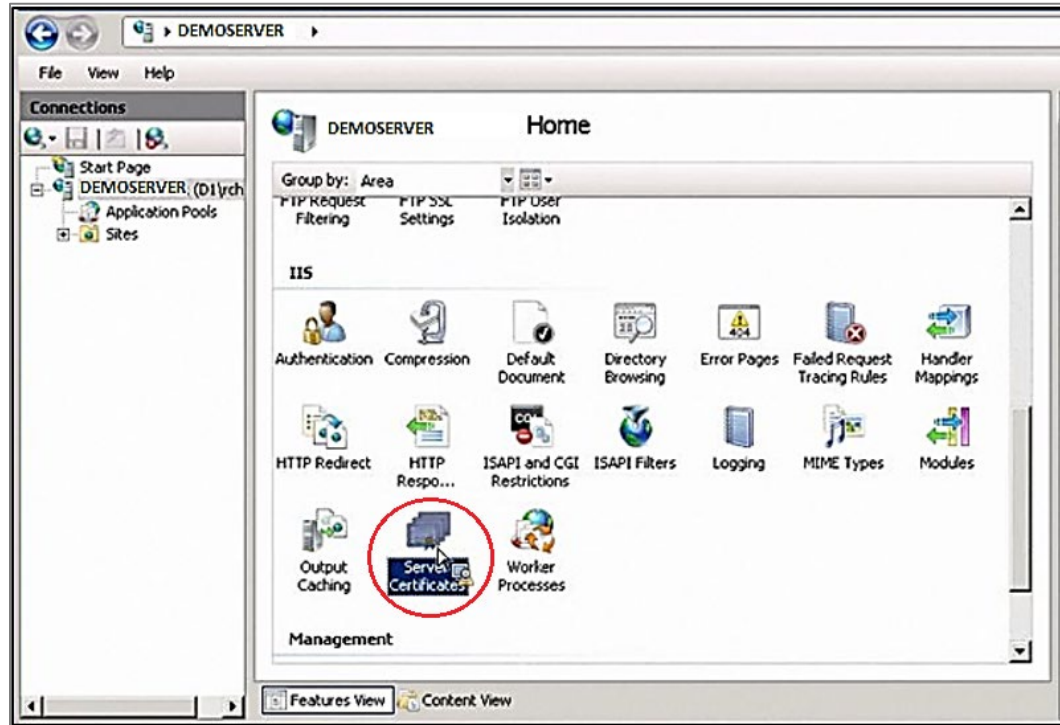 DEMOSERVER
File View Help
Connections
Start Page
DEMOSERVER (D1\rch
Application Pools
Sites
DEMOSERVER Home
Group by: Area
FTP Request Filtering
FTP SSL Settings
FTP User Isolation
IIS
Authentication
Compression
Default Document
Directory Browsing
404
Error Pages
Failed Request Tracing Rules
Handler Mappings
HTTP Redirect
HTTP Respo...
ISAPI and CGI Restrictions
ISAPI Filters
Logging
MIME Types
Modules
Output Caching
Server Certificates
Worker Processes
Management
Features View
Content View